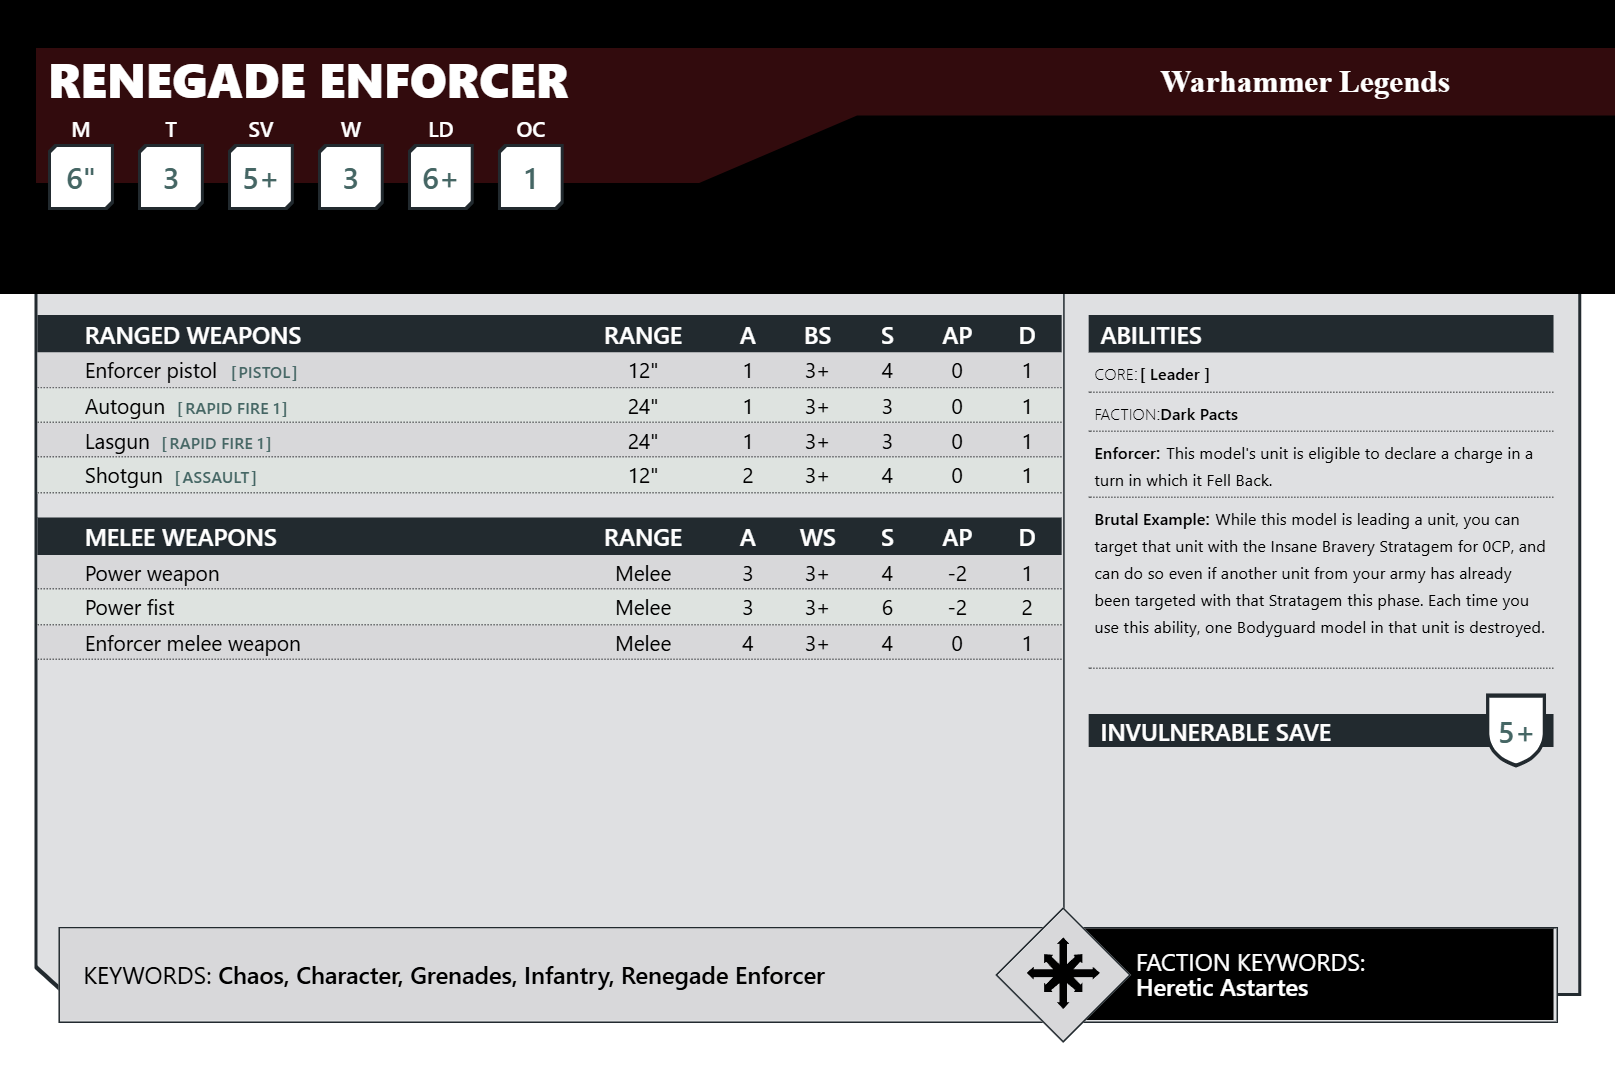 RENEGADE ENFORCER
Warhammer Legends
M T SV W LD OC
6" 3 5+ 3 6+ 1
RANGED WEAPONS RANGE A BS S AP D
Enforcer pistol [PISTOL] 12" 1 3+ 4 0 1
Autogun [RAPID FIRE 1] 24" 1 3+ 3 0 1
Lasgun [RAPID FIRE 1] 24" 1 3+ 3 0 1
Shotgun [ASSAULT] 12" 2 3+ 4 0 1
MELEE WEAPONS RANGE A WS S AP D
Power weapon Melee 3 3+ 4 -2 1
Power fist Melee 3 3+ 6 -2 2
Enforcer melee weapon Melee 4 3+ 4 0 1
ABILITIES
CORE:[ Leader ]
FACTION:Dark Pacts
Enforcer: This model's unit is eligible to declare a charge in a
turn in which it Fell Back.
Brutal Example: While this model is leading a unit, you can
target that unit with the Insane Bravery Stratagem for 0CP, and
can do so even if another unit from your army has already
been targeted with that Stratagem this phase. Each time you
use this ability, one Bodyguard model in that unit is destroyed.
INVULNERABLE SAVE 5+
KEYWORDS: Chaos, Character, Grenades, Infantry, Renegade Enforcer
FACTION KEYWORDS:
Heretic Astartes